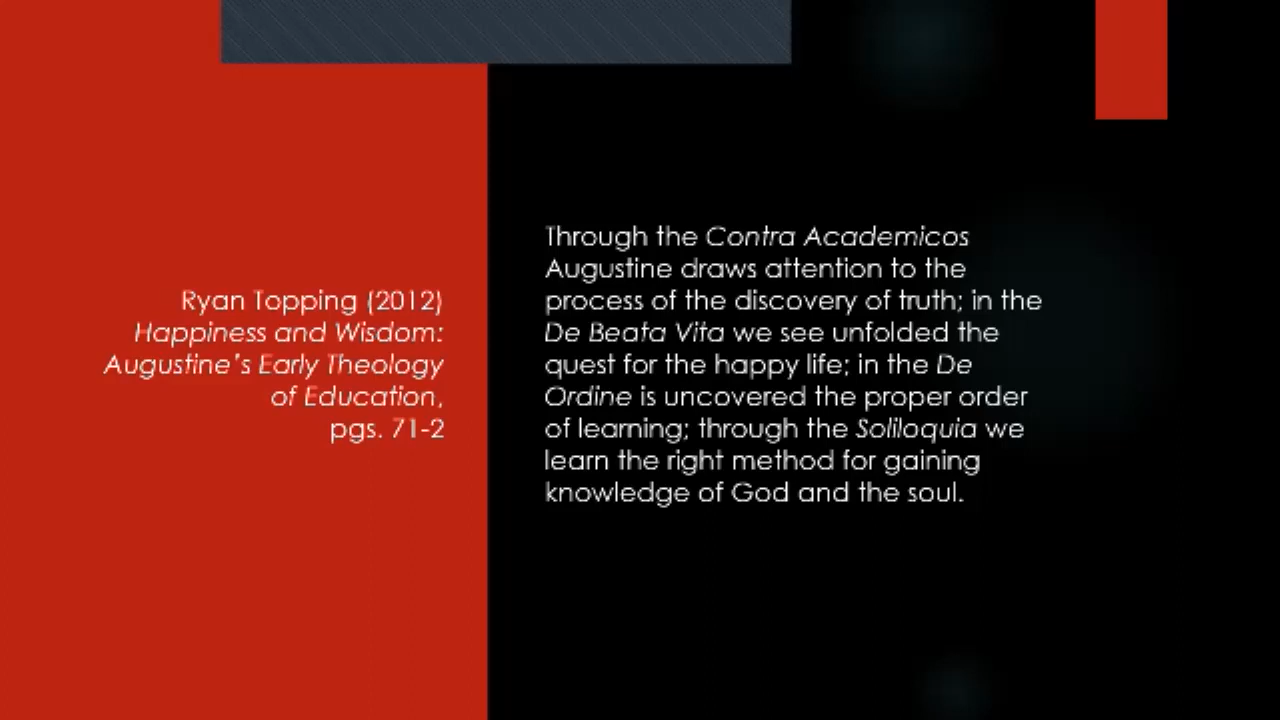 Ryan Topping (2012)
Happiness and Wisdom:
Augustine’s Early Theology
of Education,
pgs. 71-2
Through the Contra Academicos
Augustine draws attention to the
process of the discovery of truth; in the
De Beata Vita we see unfolded the
quest for the happy life; in the De
Ordine is uncovered the proper order
of learning; through the Soliloquia we
learn the right method for gaining
knowledge of God and the soul.